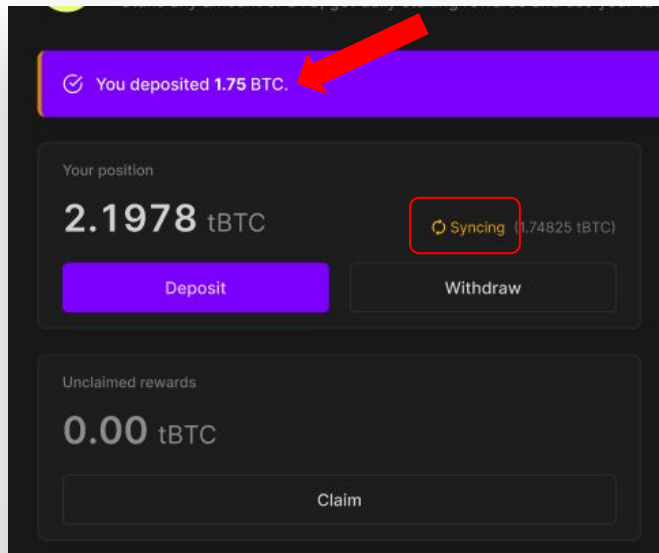 You deposited 1.75 BTC.
Your position
2.1978 tBTC
Syncing (1.74825 tBTC)
Deposit
Withdraw
Unclaimed rewards
0.00 tBTC
Claim